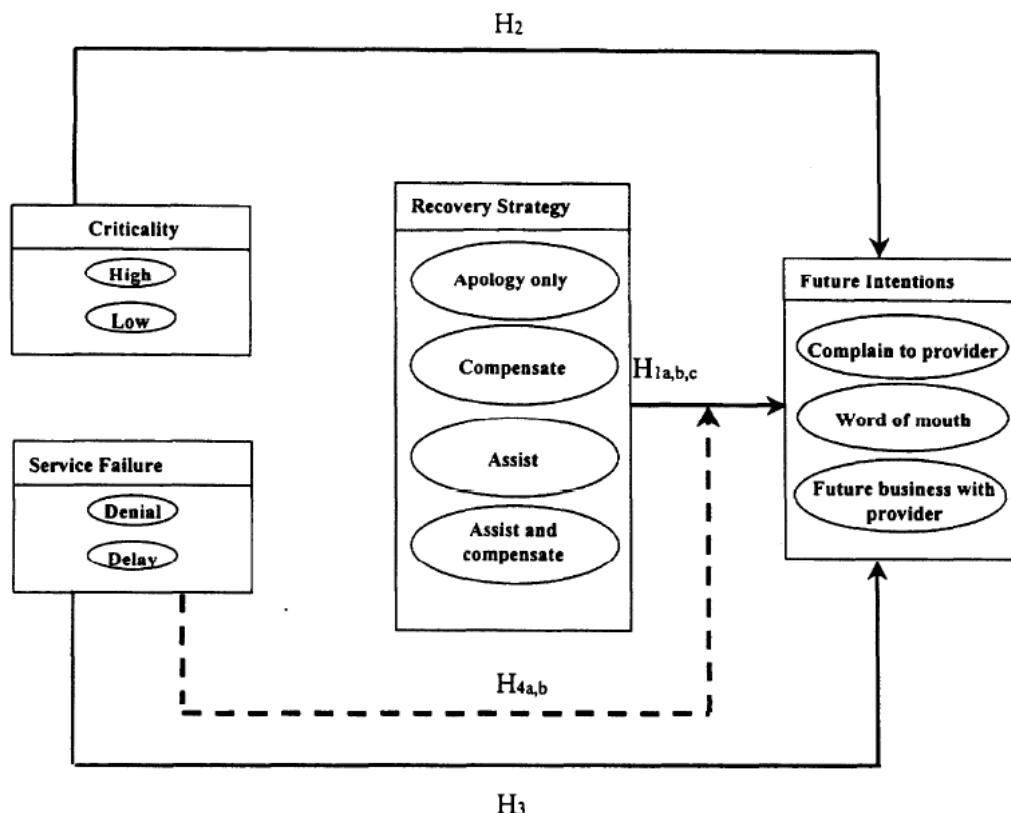 H2
Criticality
High
Low
Recovery Strategy
Apology only
Compensate
Assist
Assist and
compensate
H1a,b,c
Future Intentions
Complain to provider
Word of mouth
Future business with
provider
Service Failure
Denial
Delay
H4a,b
H3